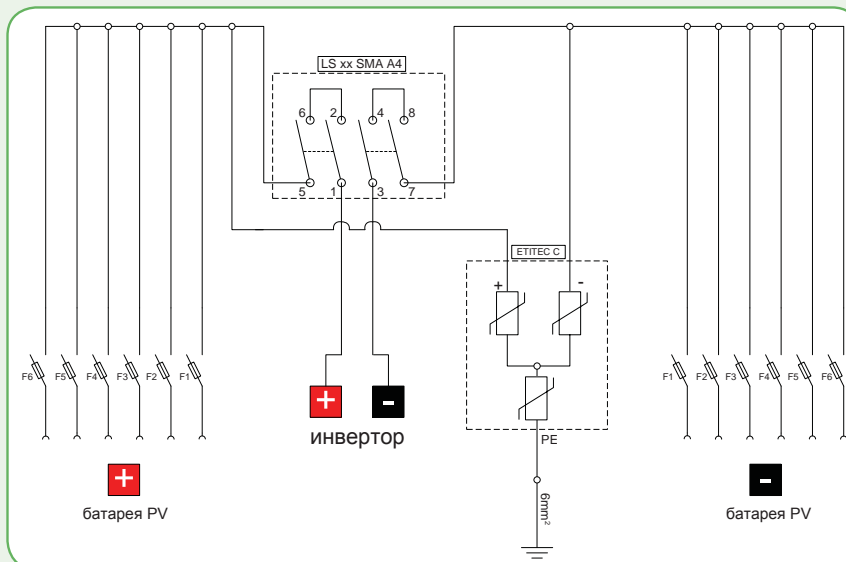 LS xx SMA A4
6 2 4 8
5 1 3 7
ETITEC C
+ -
F6 F5 F4 F3 F2 F1
F1 F2 F3 F4 F5 F6
+ -
инвертор
PE
6mm²
+
батарея PV
-
батарея PV